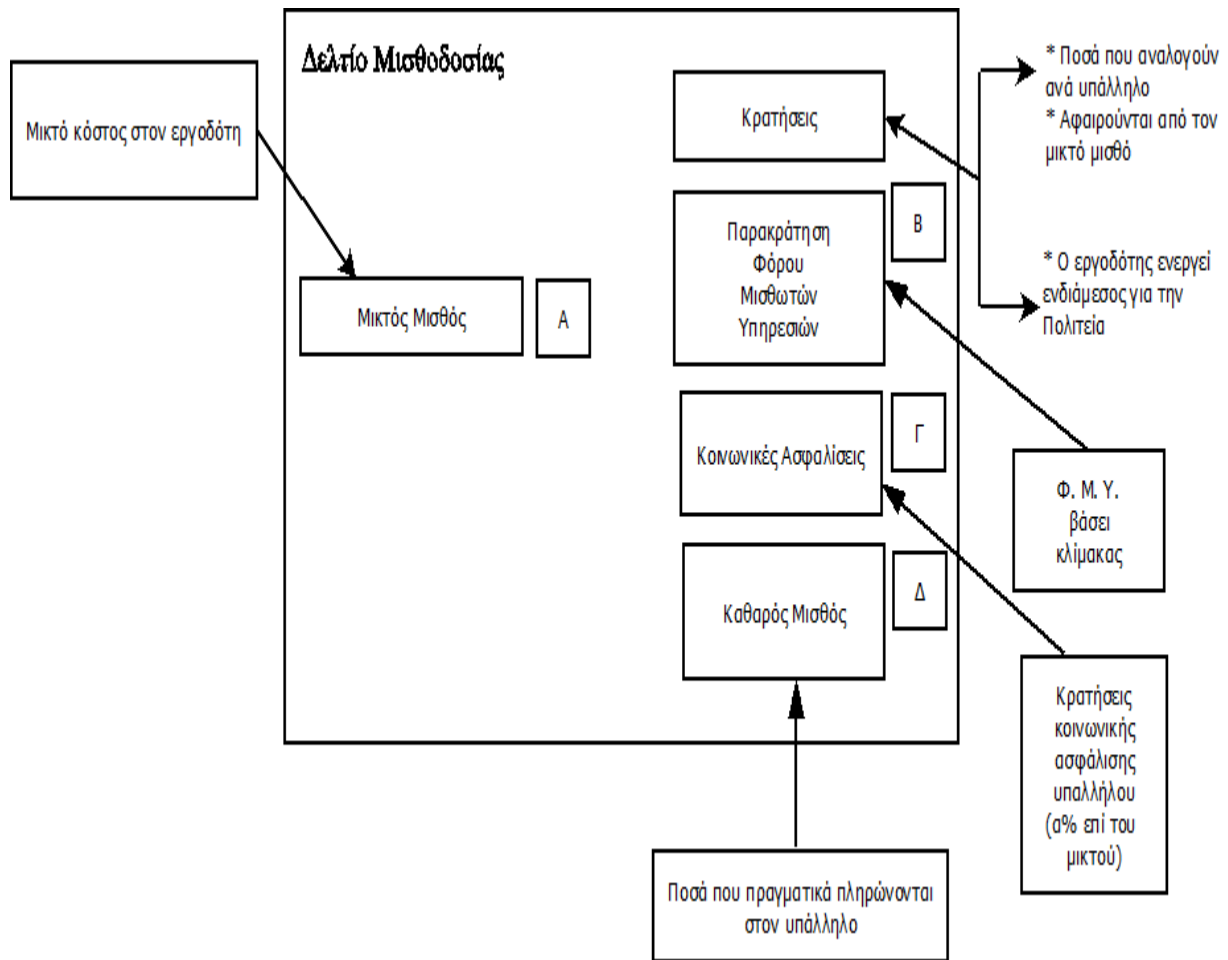 Δελτίο Μισθοδοσίας
Μικτό κόστος στον εργοδότη
Μικτός Μισθός
Α
Κρατήσεις
* Ποσά που αναλογούν
ανά υπάλληλο
* Αφαιρούνται από τον
μικτό μισθό
* Ο εργοδότης ενεργεί
ενδιάμεσος για την
Πολιτεία
Παρακράτηση
Φόρου
Μισθωτών
Υπηρεσιών
Β
Κοινωνικές Ασφαλίσεις
Γ
Φ. Μ. Υ.
βάσει
κλίμακας
Καθαρός Μισθός
Δ
Κρατήσεις
κοινωνικής
ασφάλισης
υπαλλήλου
(α% επί του
μικτού)
Ποσά που πραγματικά πληρώνονται
στον υπάλληλο